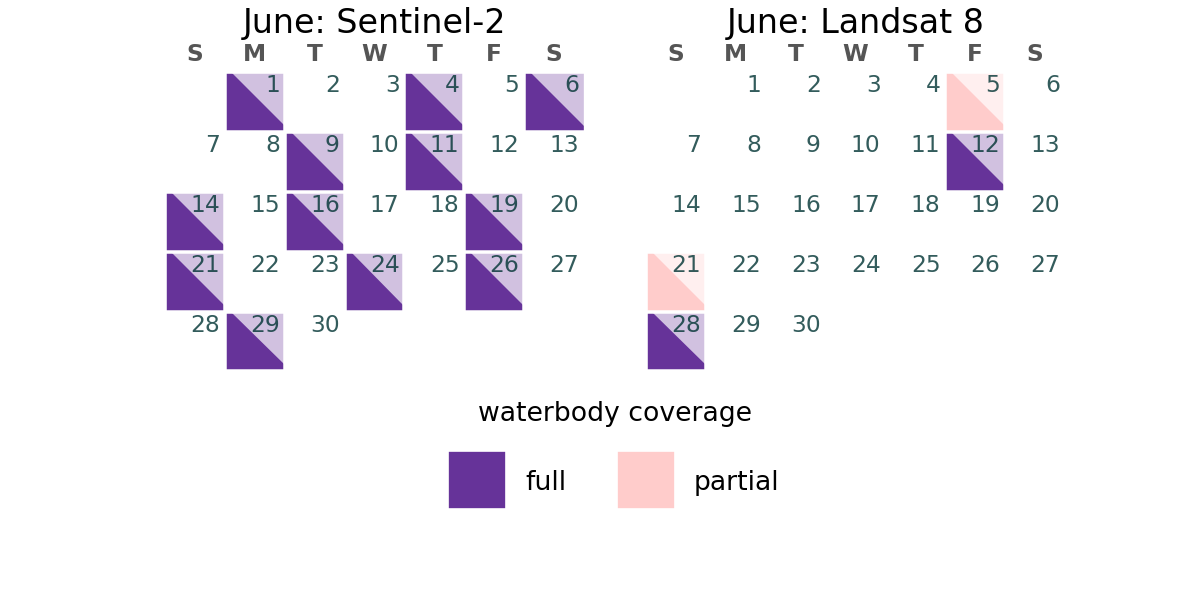 June: Sentinel-2
S M T W T F S
1 2 3 4 5 6
7 8 9 10 11 12 13
14 15 16 17 18 19 20
21 22 23 24 25 26 27
28 29 30
June: Landsat 8
S M T W T F S
1 2 3 4 5 6
7 8 9 10 11 12 13
14 15 16 17 18 19 20
21 22 23 24 25 26 27
28 29 30
waterbody coverage
full partial